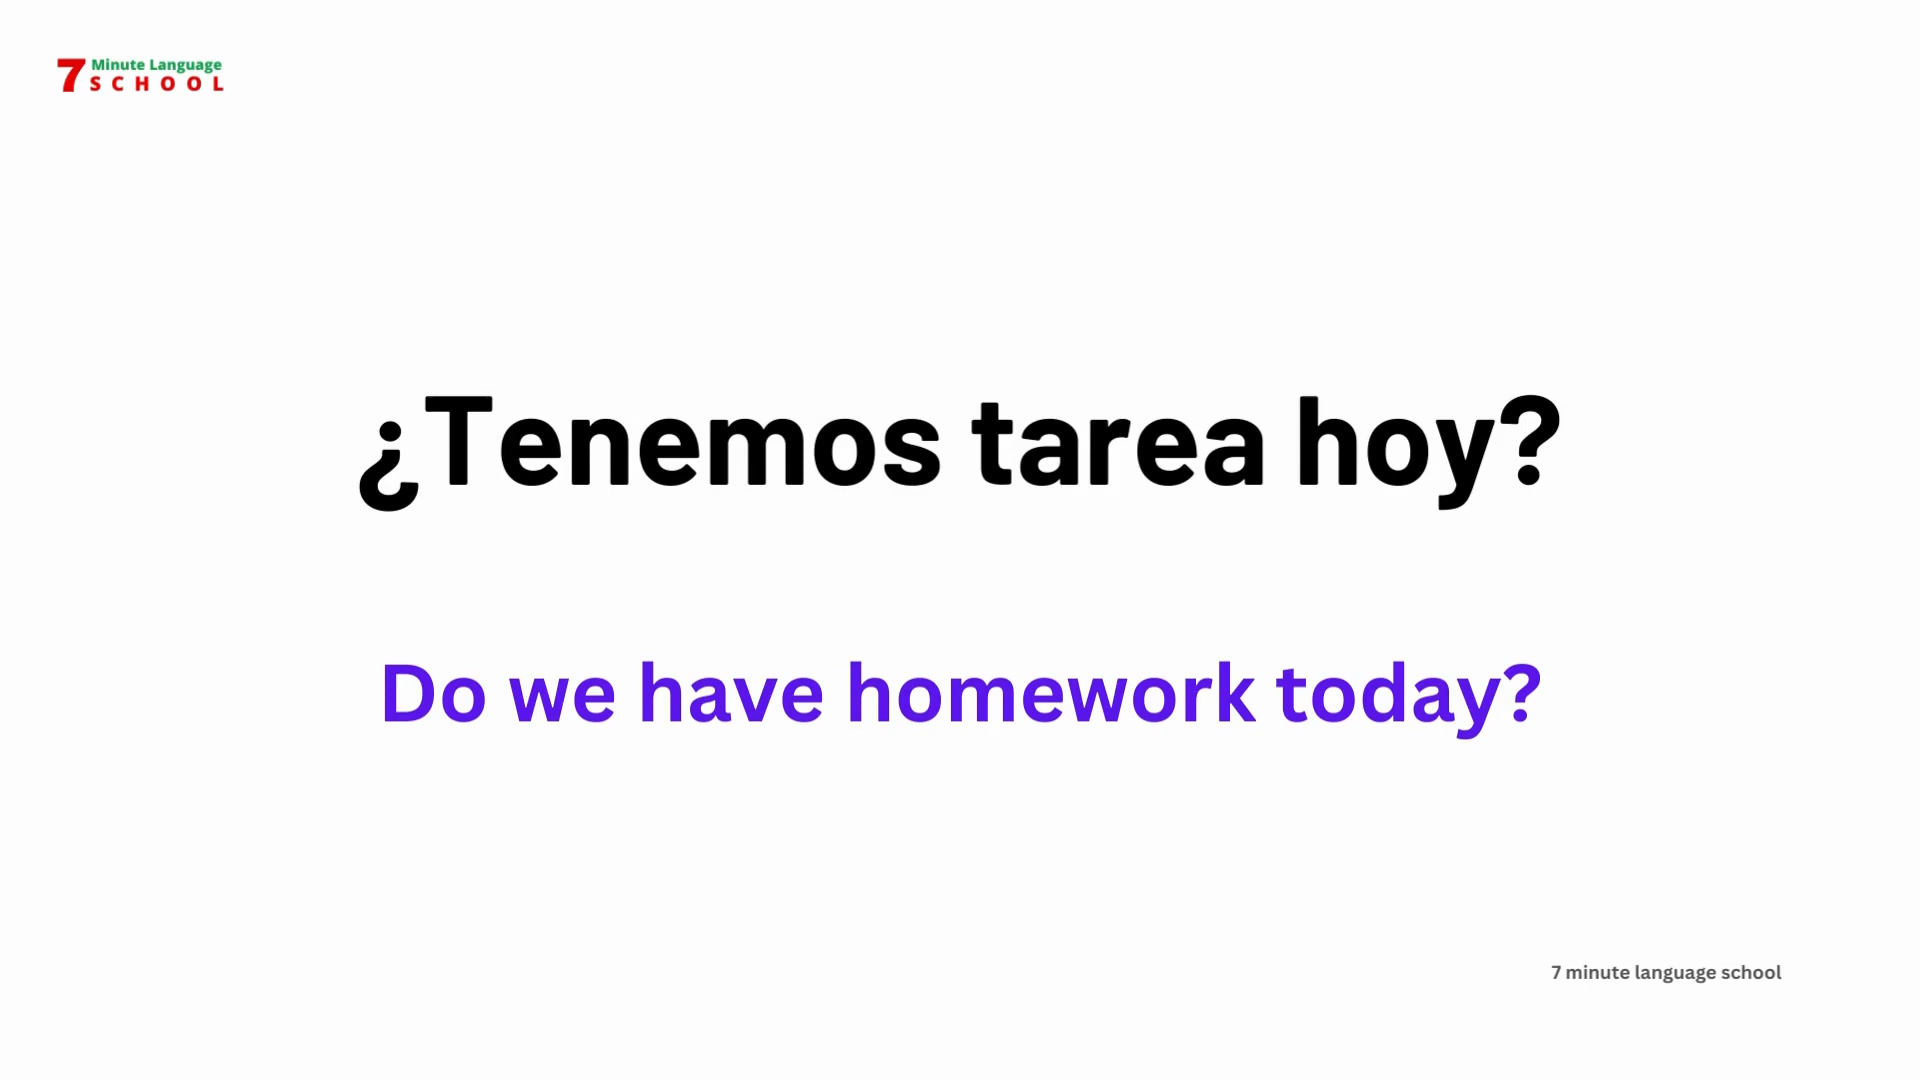 7 Minute Language
SCHOOL
¿Tenemos tarea hoy?
Do we have homework today?
7 minute language school